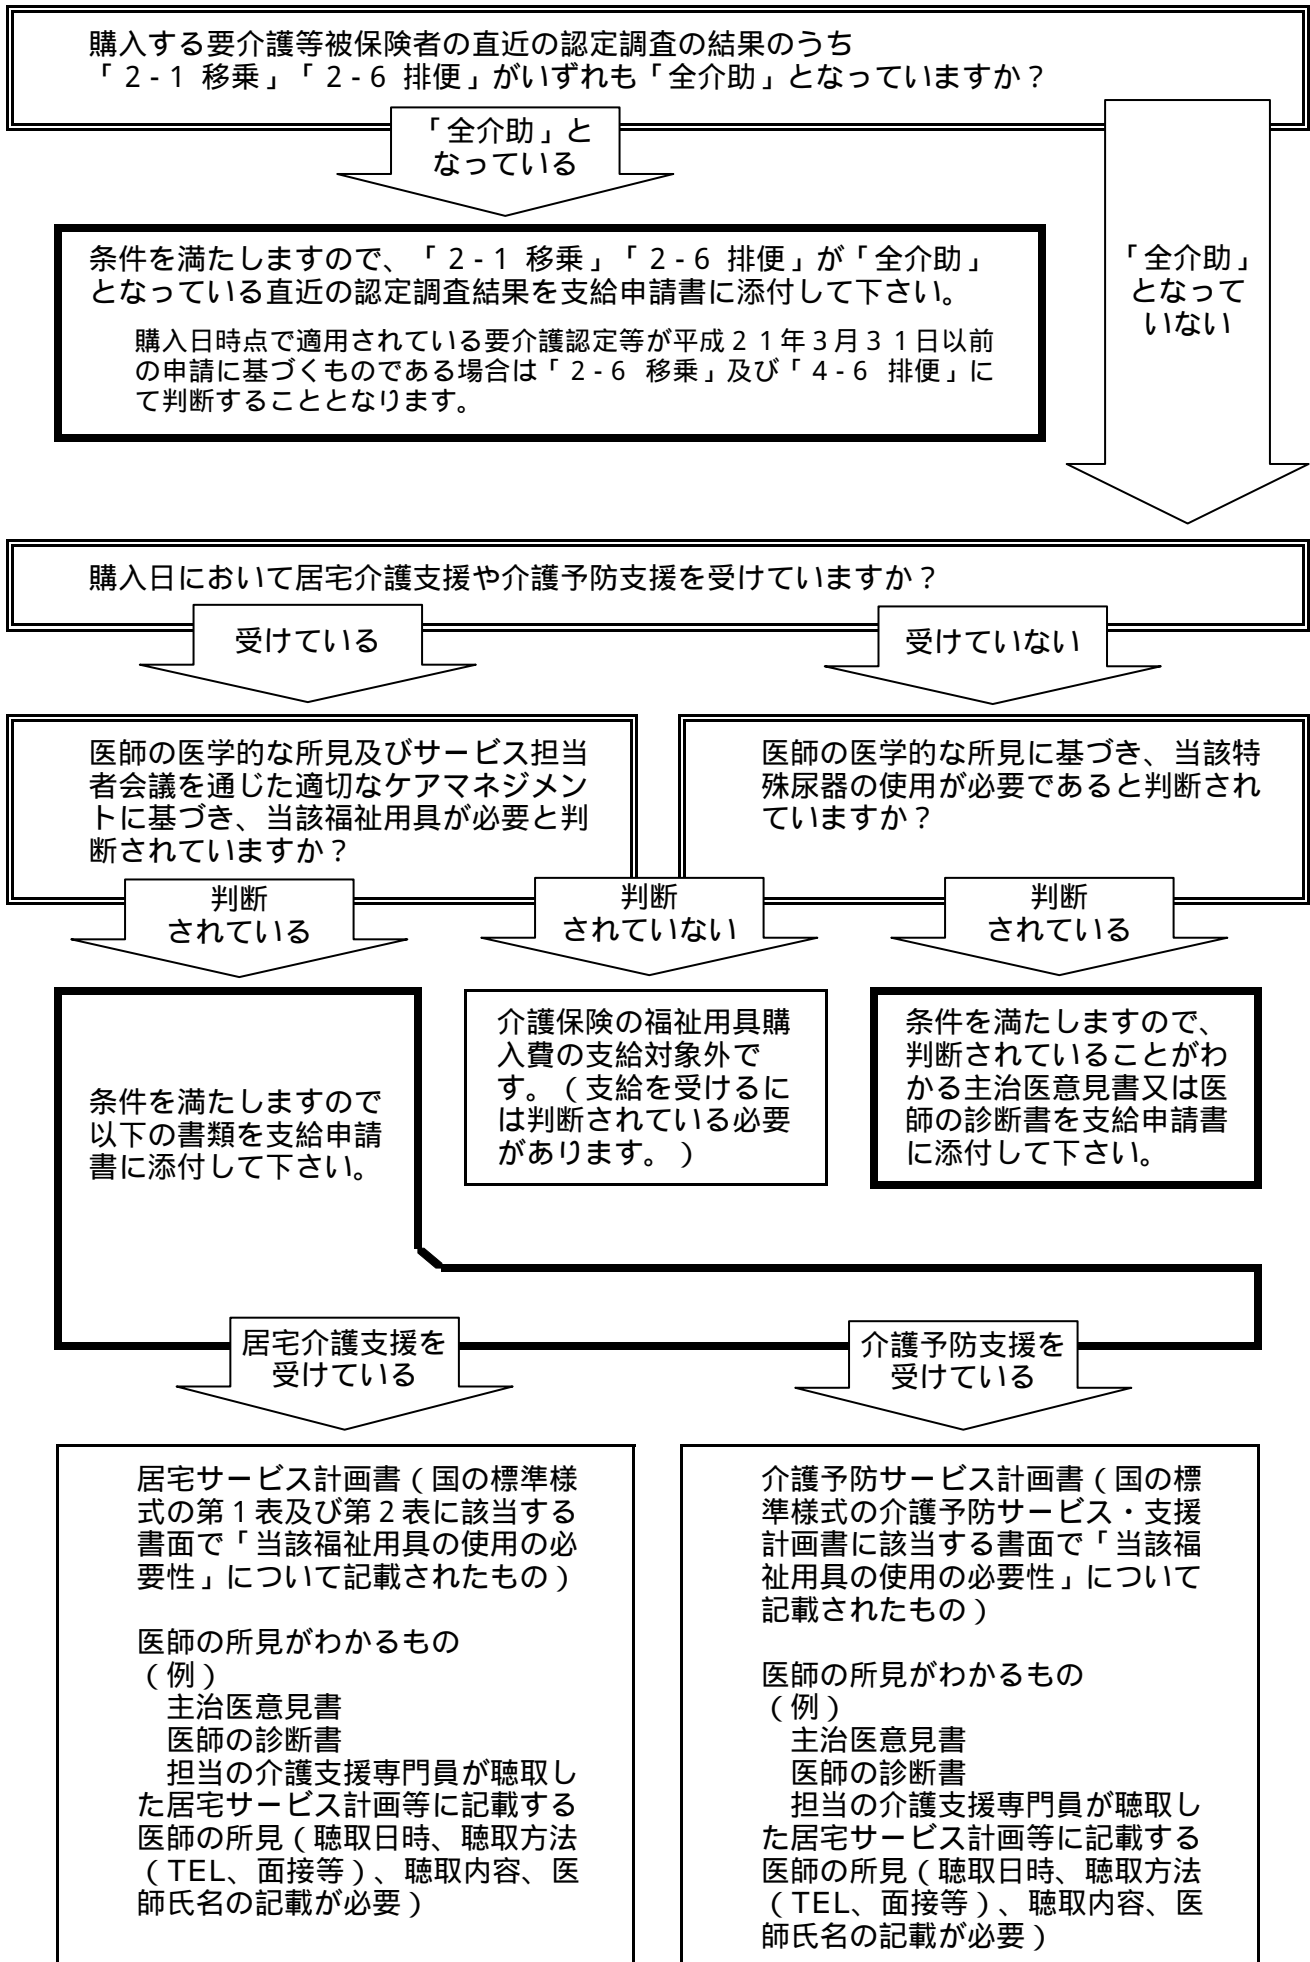 購入する要介護等被保険者の直近の認定調査の結果のうち
「２-１ 移乗」「２-６ 排便」がいずれも「全介助」となっていますか？
「全介助」と
なっている
「全介助」
となって
いない
条件を満たしますので、「２-１ 移乗」「２-６ 排便」が「全介助」
となっている直近の認定調査結果を支給申請書に添付して下さい。
購入日時点で適用されている要介護認定等が平成２１年３月３１日以前
の申請に基づくものである場合は「２-６ 移乗」及び「４-６ 排便」に
て判断することとなります。
購入日において居宅介護支援や介護予防支援を受けていますか？
受けている
受けていない
医師の医学的な所見及びサービス担当
者会議を通じた適切なケアマネジメン
トに基づき、当該福祉用具が必要と判
断されていますか？
医師の医学的な所見に基づき、当該特
殊尿器の使用が必要であると判断され
ていますか？
判断
されている
判断
されていない
判断
されている
条件を満たしますので
以下の書類を支給申請
書に添付して下さい。
介護保険の福祉用具購
入費の支給対象外で
す。（支給を受けるに
は判断されている必要
があります。）
条件を満たしますので、
判断されていることがわ
かる主治医意見書又は医
師の診断書を支給申請書
に添付して下さい。
居宅介護支援を
受けている
介護予防支援を
受けている
居宅サービス計画書（国の標準様
式の第１表及び第２表に該当する
書面で「当該福祉用具の使用の必
要性」について記載されたもの）
医師の所見がわかるもの
（例）
主治医意見書
医師の診断書
担当の介護支援専門員が聴取し
た居宅サービス計画等に記載する
医師の所見（聴取日時、聴取方法
（TEL、面接等）、聴取内容、医
師氏名の記載が必要）
介護予防サービス計画書（国の標
準様式の介護予防サービス・支援
計画書に該当する書面で「当該福
祉用具の使用の必要性」について
記載されたもの）
医師の所見がわかるもの
（例）
主治医意見書
医師の診断書
担当の介護支援専門員が聴取し
た居宅サービス計画等に記載する
医師の所見（聴取日時、聴取方法
（TEL、面接等）、聴取内容、医
師氏名の記載が必要）